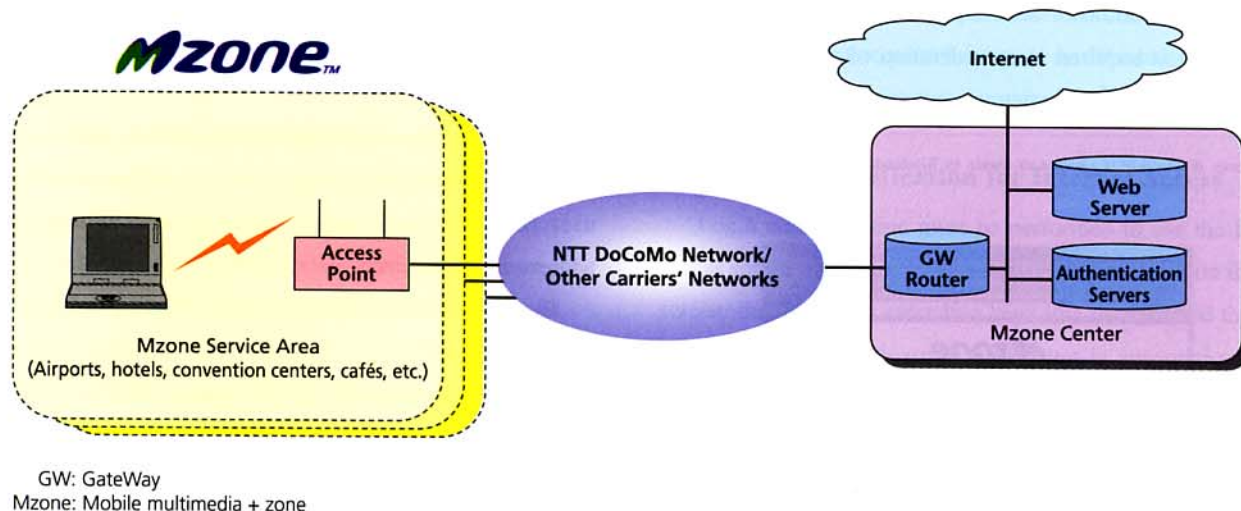 Mzone™
Internet
Access
Point
NTT DoCoMo Network/
Other Carriers' Networks
GW
Router
Web
Server
Authentication
Servers
Mzone Service Area
(Airports, hotels, convention centers, cafés, etc.)
Mzone Center
GW: GateWay
Mzone: Mobile multimedia + zone